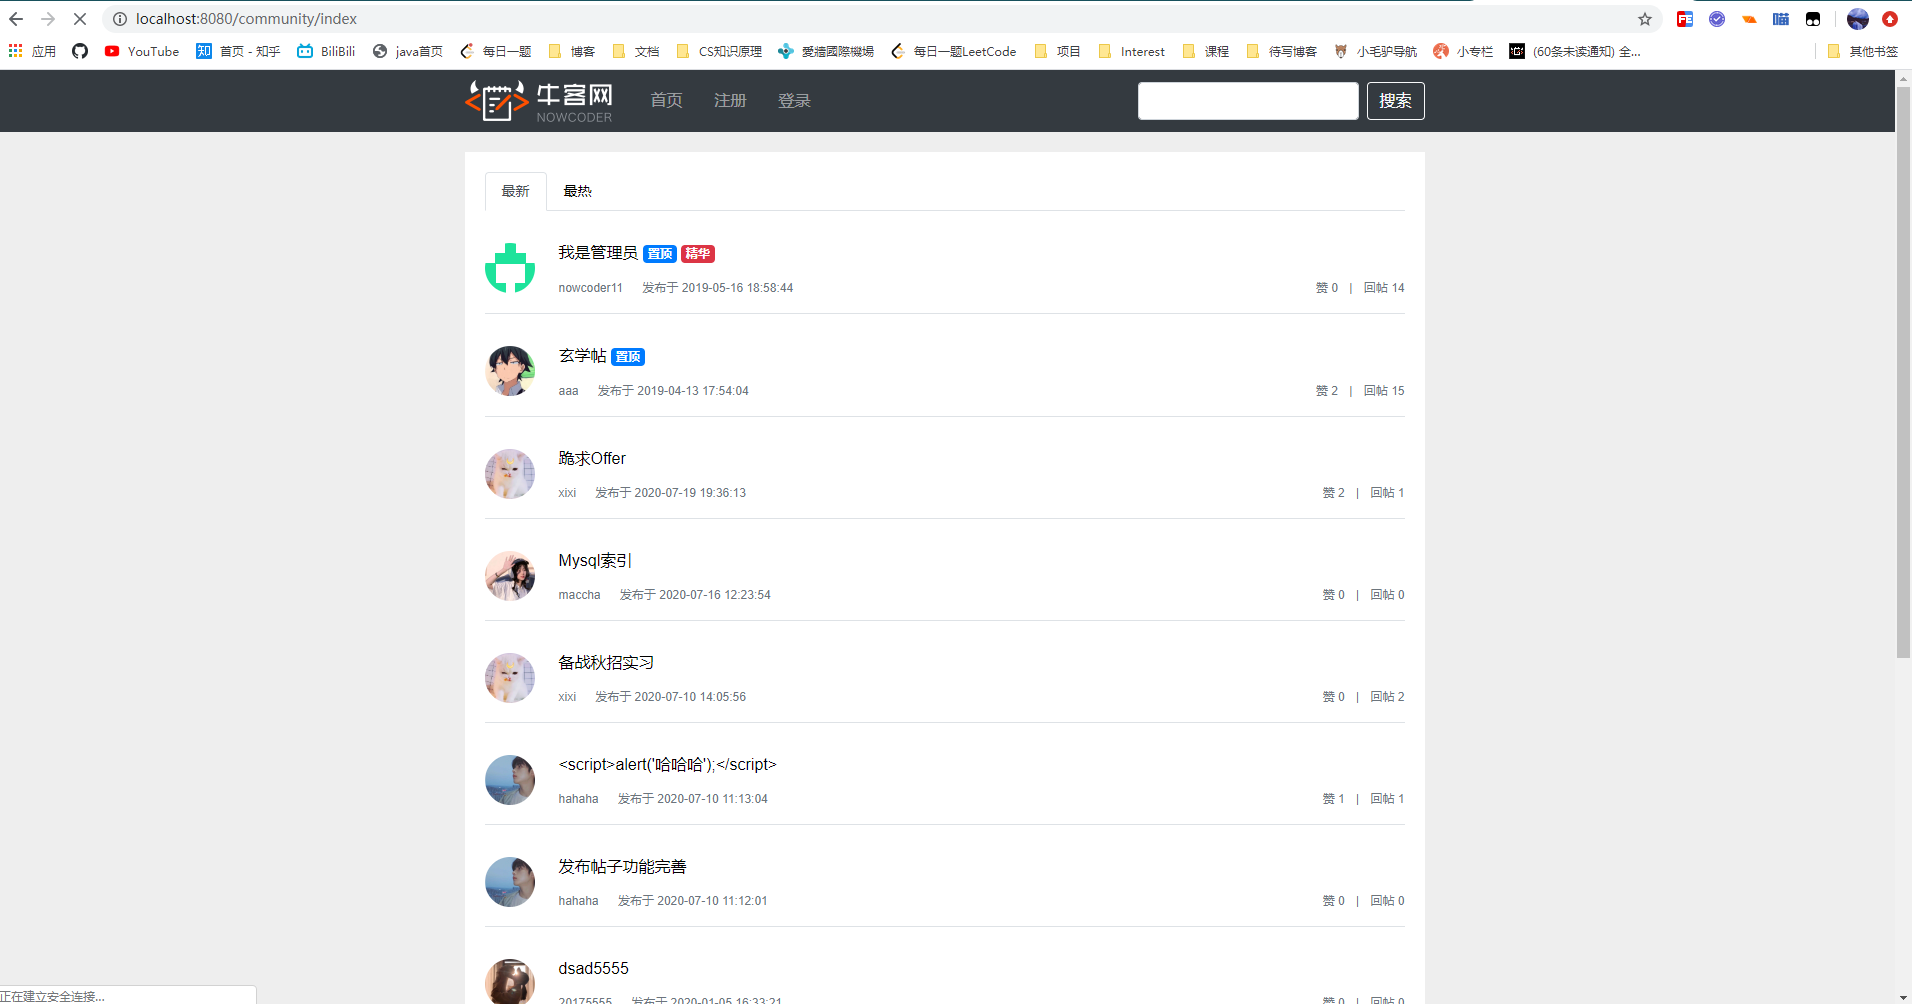 localhost:8080/community/index
应用 YouTube 首页 - 知乎 BiliBili java首页 每日一题 博客 文档 CS知识原理 愛牆國際機場 每日一题LeetCode 项目 Interest 课程 待写博客 小毛驴导航 小专栏 (60条未读通知) 全... 其他书签
牛客网 NOWCODER 首页 注册 登录 搜索
最新 最热
我是管理员 置顶 精华
nowcoder11 发布于 2019-05-16 18:58:44 赞 0 | 回帖 14
玄学帖 置顶
aaa 发布于 2019-04-13 17:54:04 赞 2 | 回帖 15
跪求Offer
xixi 发布于 2020-07-19 19:36:13 赞 2 | 回帖 1
Mysql索引
maccha 发布于 2020-07-16 12:23:54 赞 0 | 回帖 0
备战秋招实习
xixi 发布于 2020-07-10 14:05:56 赞 0 | 回帖 2
<script>alert('哈哈哈');</script>
hahaha 发布于 2020-07-10 11:13:04 赞 1 | 回帖 1
发布帖子功能完善
hahaha 发布于 2020-07-10 11:12:01 赞 0 | 回帖 0
dsad5555
20175555 发布于 2020-01-05 16:33:21 赞 0 | 回帖 0
正在建立安全连接...